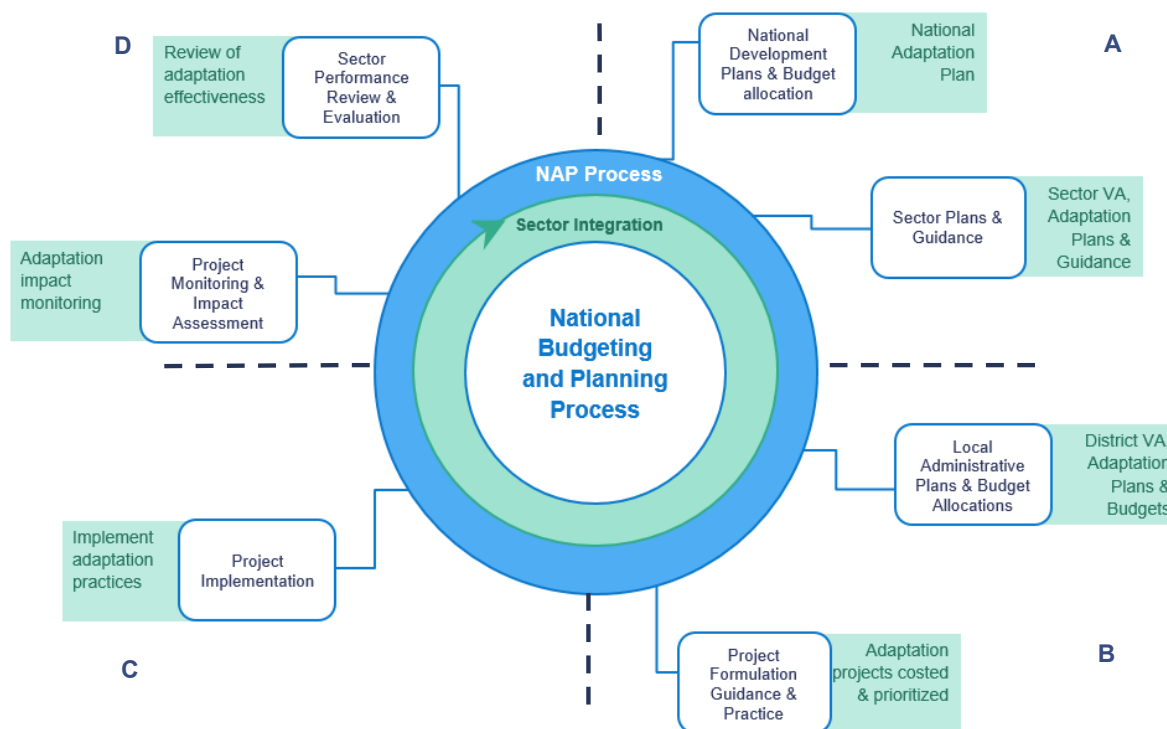 D
Review of
adaptation
effectiveness
Sector
Performance
Review &
Evaluation
National
Development
Plans & Budget
allocation
National
Adaptation
Plan
A
NAP Process
Sector Integration
Sector Plans &
Guidance
Sector VA,
Adaptation
Plans &
Guidance
Adaptation
impact
monitoring
Project
Monitoring &
Impact
Assessment
National
Budgeting
and Planning
Process
Local
Administrative
Plans & Budget
Allocations
District VA
Adaptation
Plans &
Budgets
Implement
adaptation
practices
Project
Implementation
C
Project
Formulation
Guidance &
Practice
Adaptation
projects costed
& prioritized
B